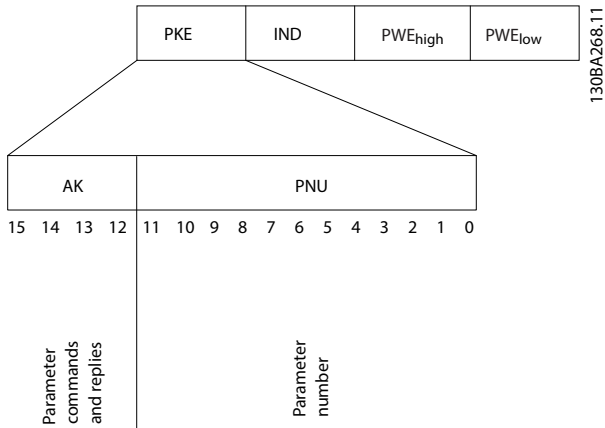 PKE IND PWEhigh PWElow
130BA268.11
AK PNU
15 14 13 12 11 10 9 8 7 6 5 4 3 2 1 0
Parameter
commands
and replies
Parameter
number